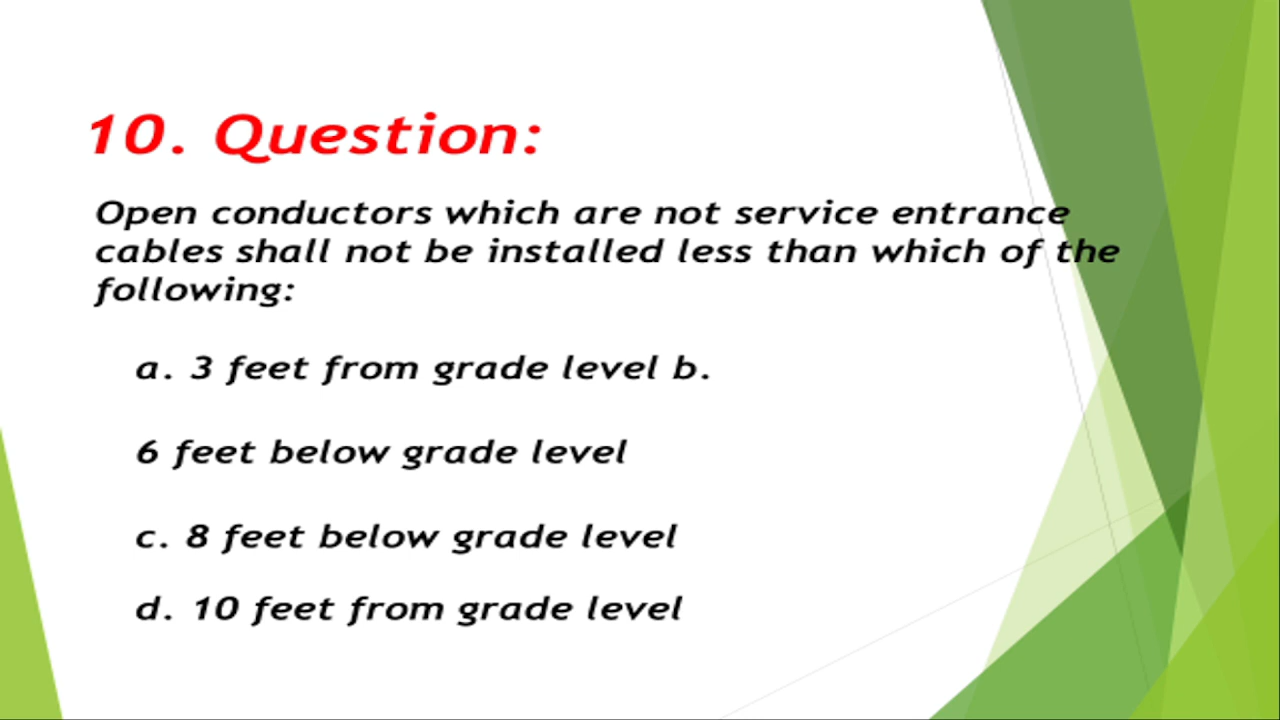 10. Question:
Open conductors which are not service entrance
cables shall not be installed less than which of the
following:
a. 3 feet from grade level b.
6 feet below grade level
c. 8 feet below grade level
d. 10 feet from grade level